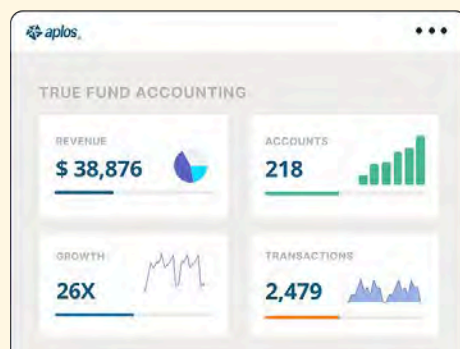 aplos.
TRUE FUND ACCOUNTING
REVENUE
$ 38,876
ACCOUNTS
218
GROWTH
26X
TRANSACTIONS
2,479